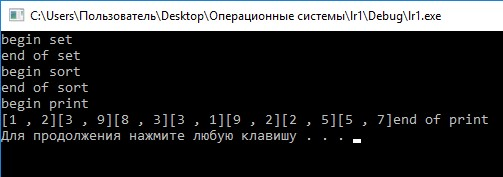 C:\Users\Пользователь\Desktop\Операционные системы\lr1\Debug\lr1.exe
begin set
end of set
begin sort
end of sort
begin print
[1 , 2][3 , 9][8 , 3][3 , 1][9 , 2][2 , 5][5 , 7]end of print
Для продолжения нажмите любую клавишу . . .